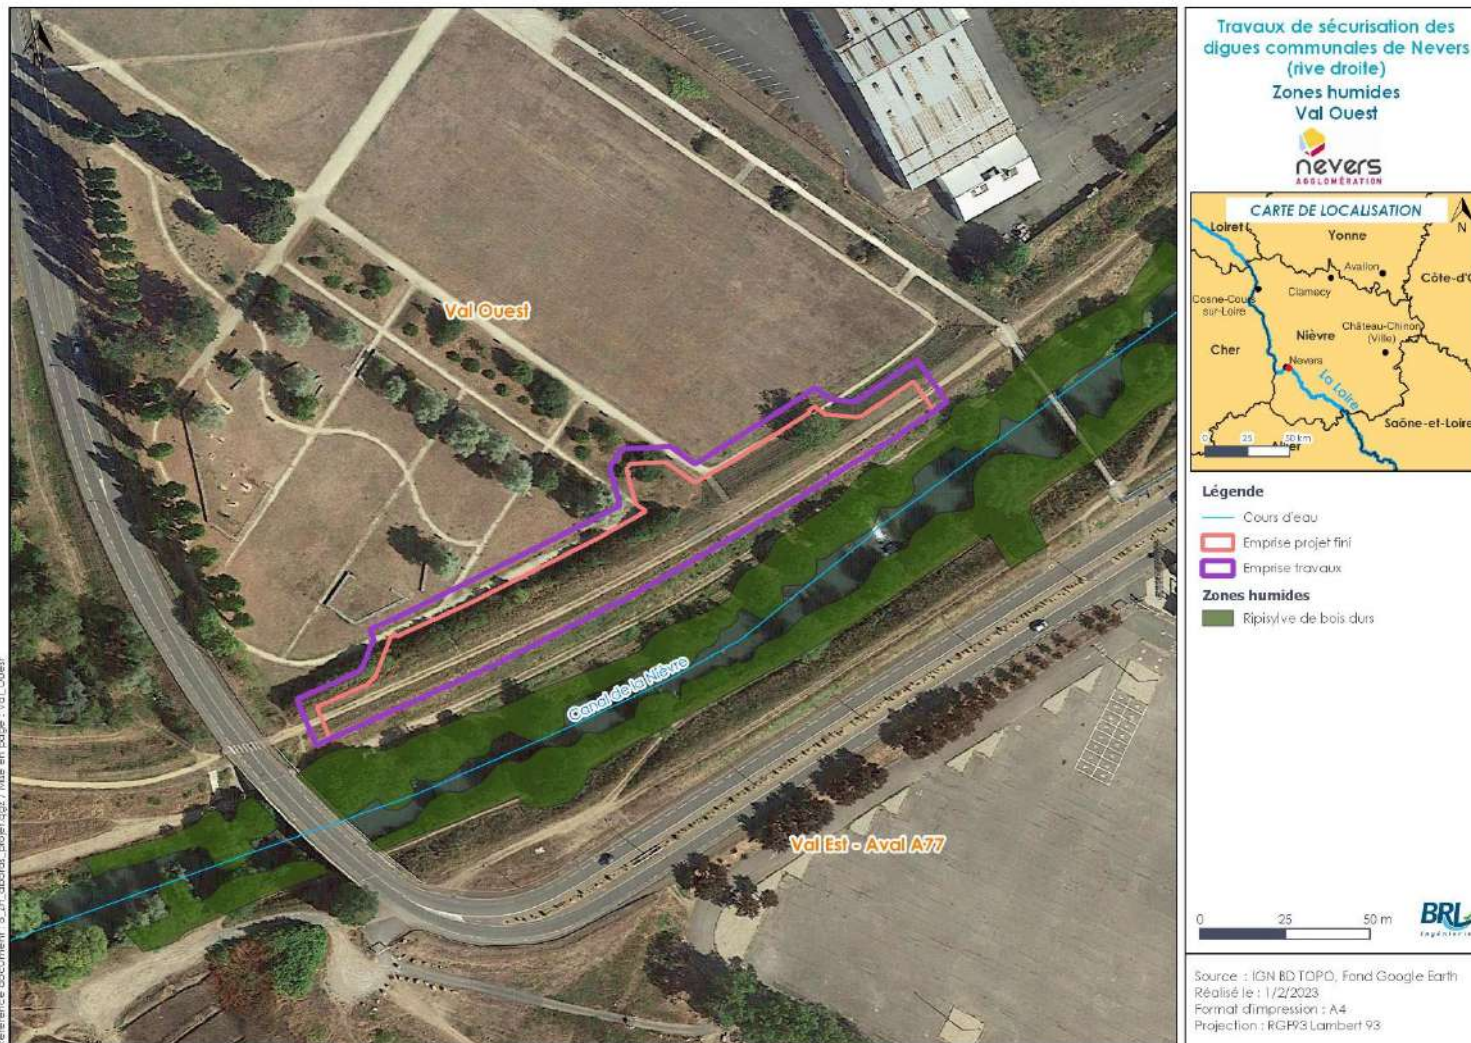 Travaux de sécurisation des
digues communales de Nevers
(rive droite)
Zones humides
Val Ouest
nevers
AGGLOMÉRATION
CARTE DE LOCALISATION
N
Loiret
Yonne
Avallon
Clamecy
Côte-d'O
Cosne-Cours
sur-Loire
Nièvre
Château-Chinon
(Ville)
Cher
Nevers
La Loire
Saône-et-Loire
Allier
0 25 50 km
Légende
Cours d'eau
Emprise projet fini
Emprise travaux
Zones humides
Ripisylve de bois durs
0 25 50 m
BRL
Ingénierie
Source : IGN BD TOPO, Fond Google Earth
Réalisé le : 1/2/2023
Format d'impression : A4
Projection : RGF93 Lambert 93
Val Ouest
Canal de la Nièvre
Val Est - Aval A77